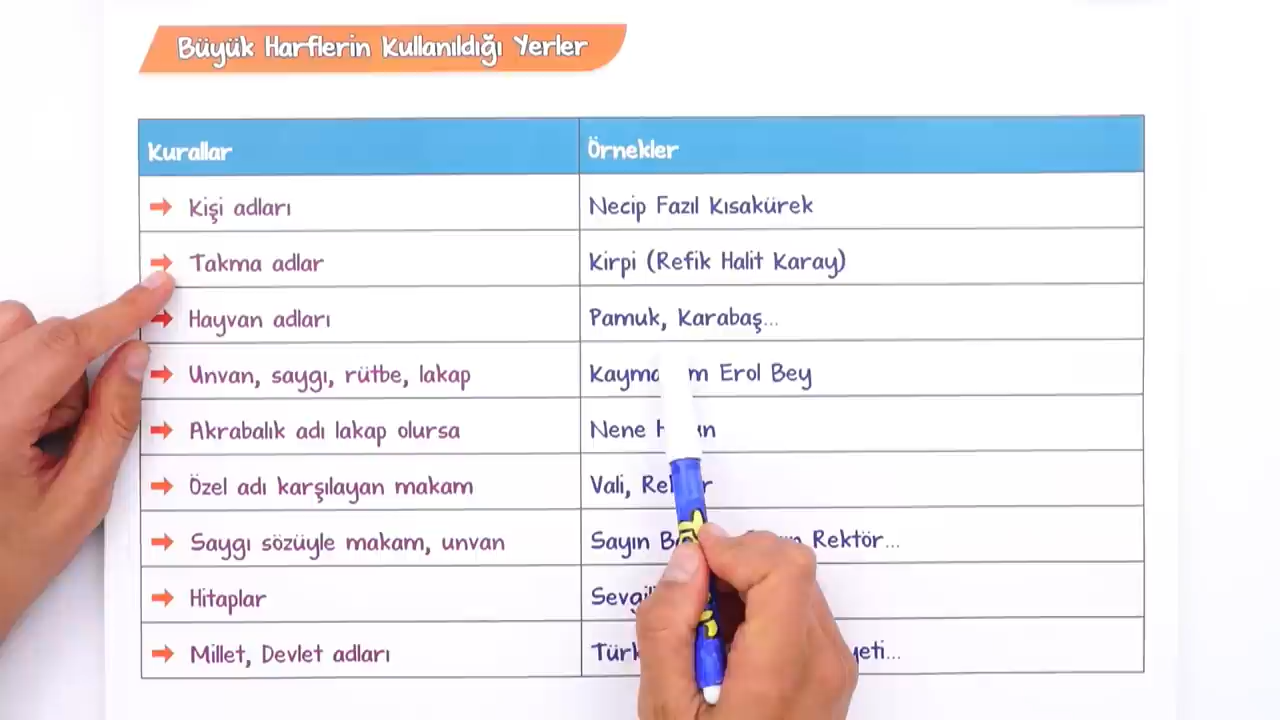 Büyük Harflerin Kullanıldığı Yerler
Kurallar Örnekler
Kişi adları Necip Fazıl Kısakürek
Takma adlar Kirpi (Refik Halit Karay)
Hayvan adları Pamuk, Karabaş...
Unvan, saygı, rütbe, lakap Erol Bey
Akrabalık adı lakap olursa Nene
Özel adı karşılayan makam Vali,
Saygı sözüyle makam, unvan Sayın Rektör...
Hitaplar
Millet, Devlet adları